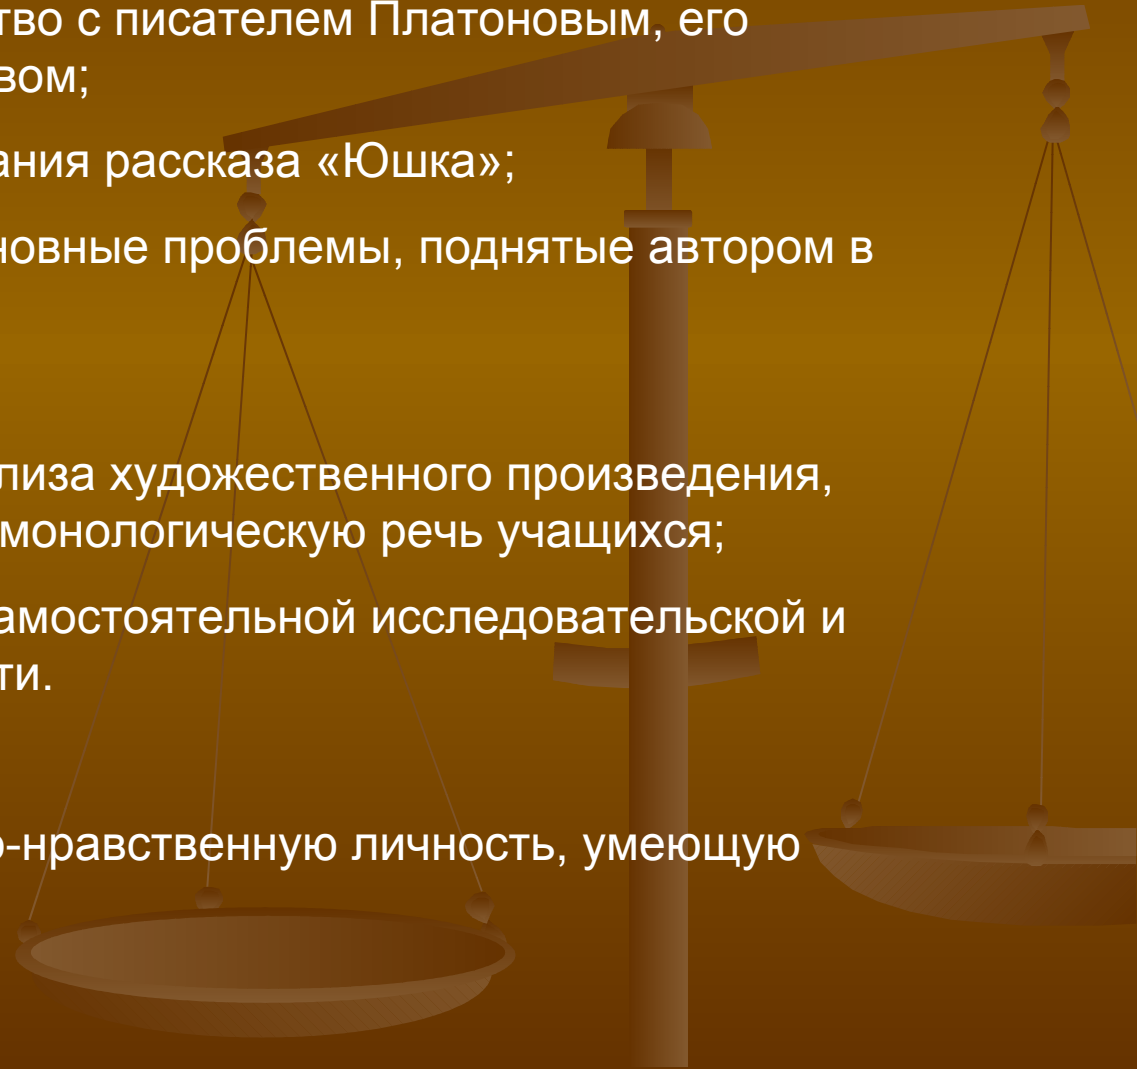 тво с писателем Платоновым, его
вом;
ания рассказа «Юшка»;
новные проблемы, поднятые автором в
лиза художественного произведения,
монологическую речь учащихся;
амостоятельной исследовательской и
ти.
о-нравственную личность, умеющую